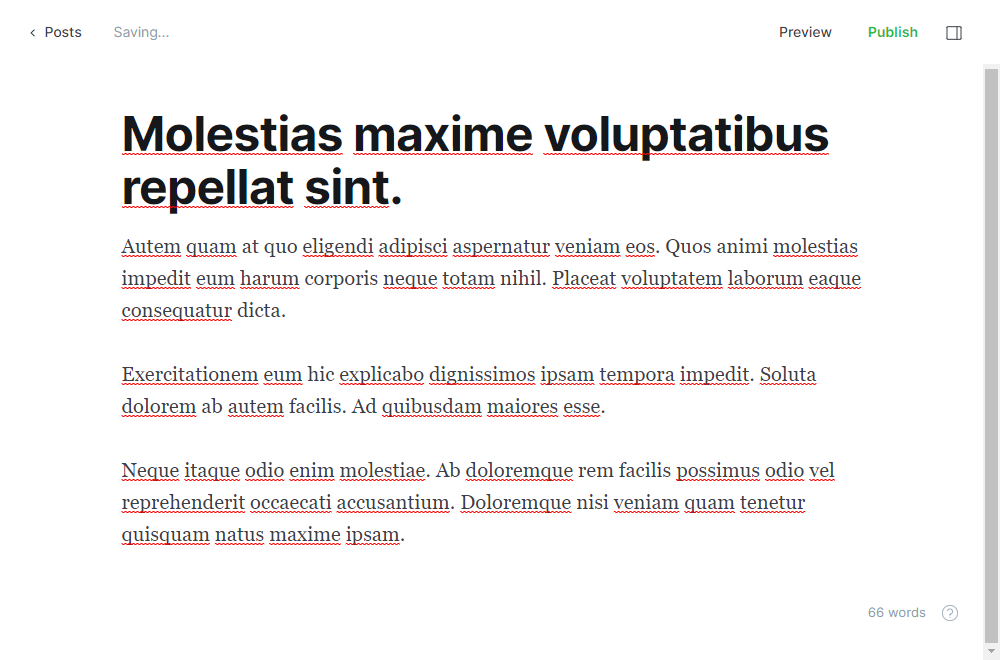 Posts Saving... Preview Publish
Molestias maxime voluptatibus
repellat sint.
Autem quam at quo eligendi adipisci aspernatur veniam eos. Quos animi molestias
impedit eum harum corporis neque totam nihil. Placeat voluptatem laborum eaque
consequatur dicta.
Exercitationem eum hic explicabo dignissimos ipsam tempora impedit. Soluta
dolorem ab autem facilis. Ad quibusdam maiores esse.
Neque itaque odio enim molestiae. Ab doloremque rem facilis possimus odio vel
reprehenderit occaecati accusantium. Doloremque nisi veniam quam tenetur
quisquam natus maxime ipsam.
66 words ?